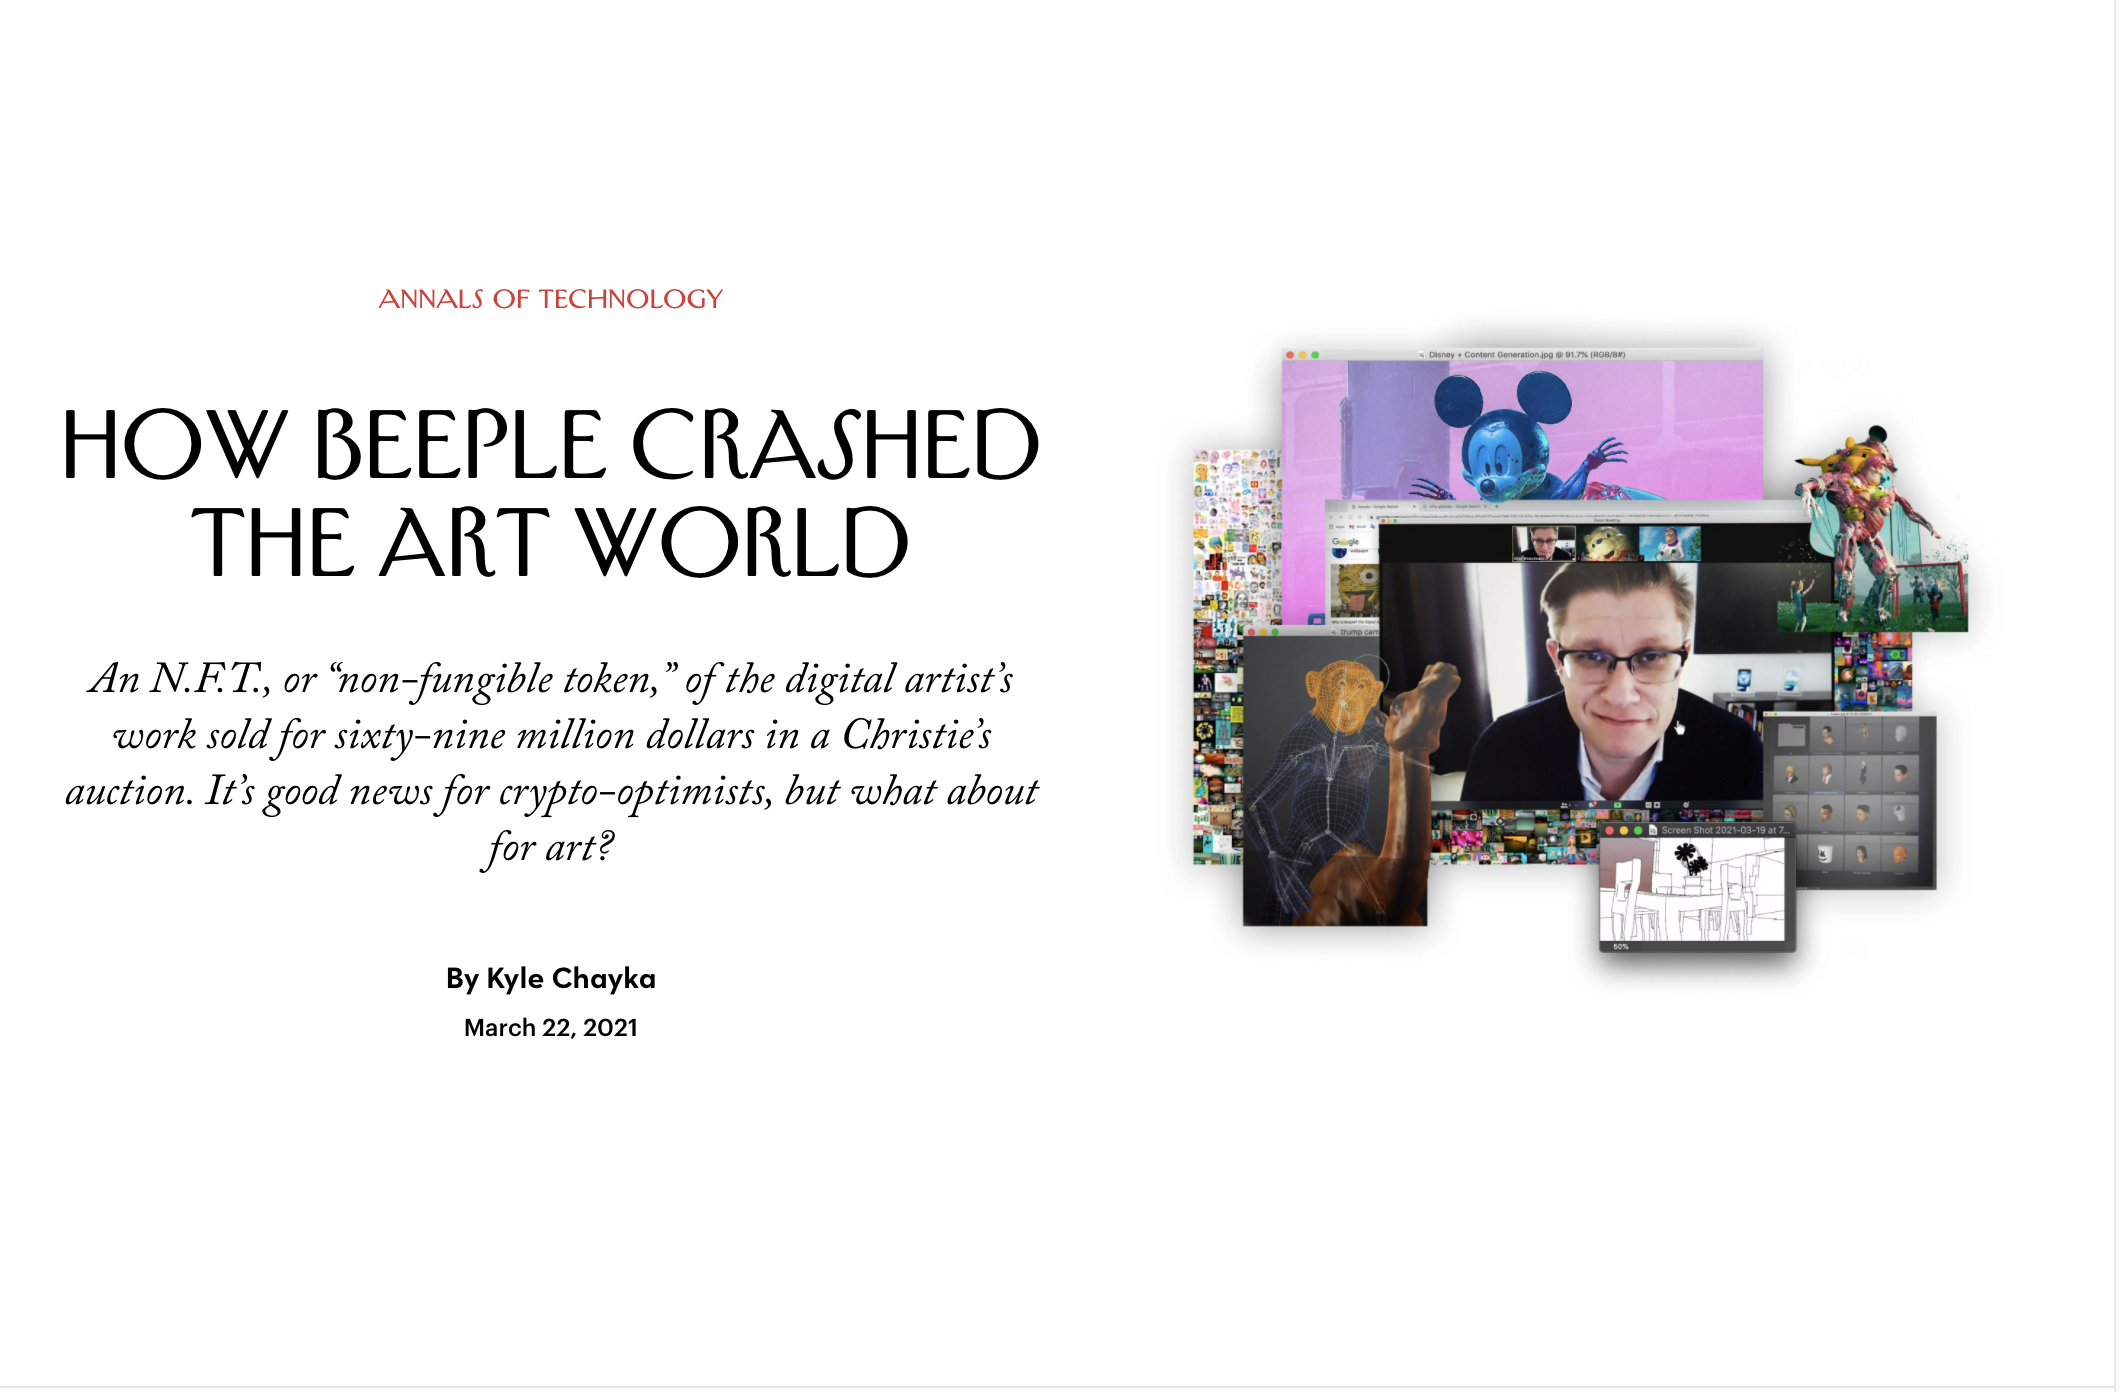 ANNALS OF TECHNOLOGY
HOW BEEPLE CRASHED
THE ART WORLD
An N.F.T., or “non-fungible token,” of the digital artist’s
work sold for sixty-nine million dollars in a Christie’s
auction. It’s good news for crypto-optimists, but what about
for art?
By Kyle Chayka
March 22, 2021
Disney + Content Generation.jpg @ 91.7% (RGB/8#)
Google
trump cam
Screen Shot 2021-03-19 at 7...
50%